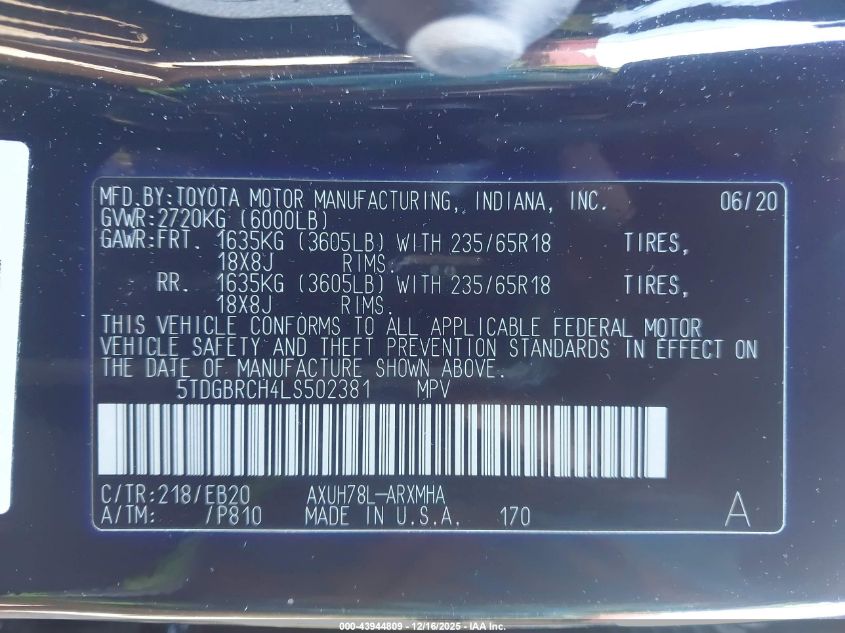 MFD.BY:TOYOTA MOTOR MANUFACTURING, INDIANA, INC. 06/20
GVWR:2720KG (6000LB)
GAWR:FRT. 1635KG (3605LB) WITH 235/65R18 TIRES,
18X8J RIMS.
RR. 1635KG (3605LB) WITH 235/65R18 TIRES,
18X8J RIMS.
THIS VEHICLE CONFORMS TO ALL APPLICABLE FEDERAL MOTOR
VEHICLE SAFETY AND THEFT PREVENTION STANDARDS IN EFFECT ON
THE DATE OF MANUFACTURE SHOWN ABOVE.
5TDGBRCH4LS502381 MPV
C/TR:218/EB20 AXUH78L-ARXMHA
A/TM: /P810 MADE IN U.S.A. 170 A
000-43944809 - 12/16/2025 - IAA Inc.